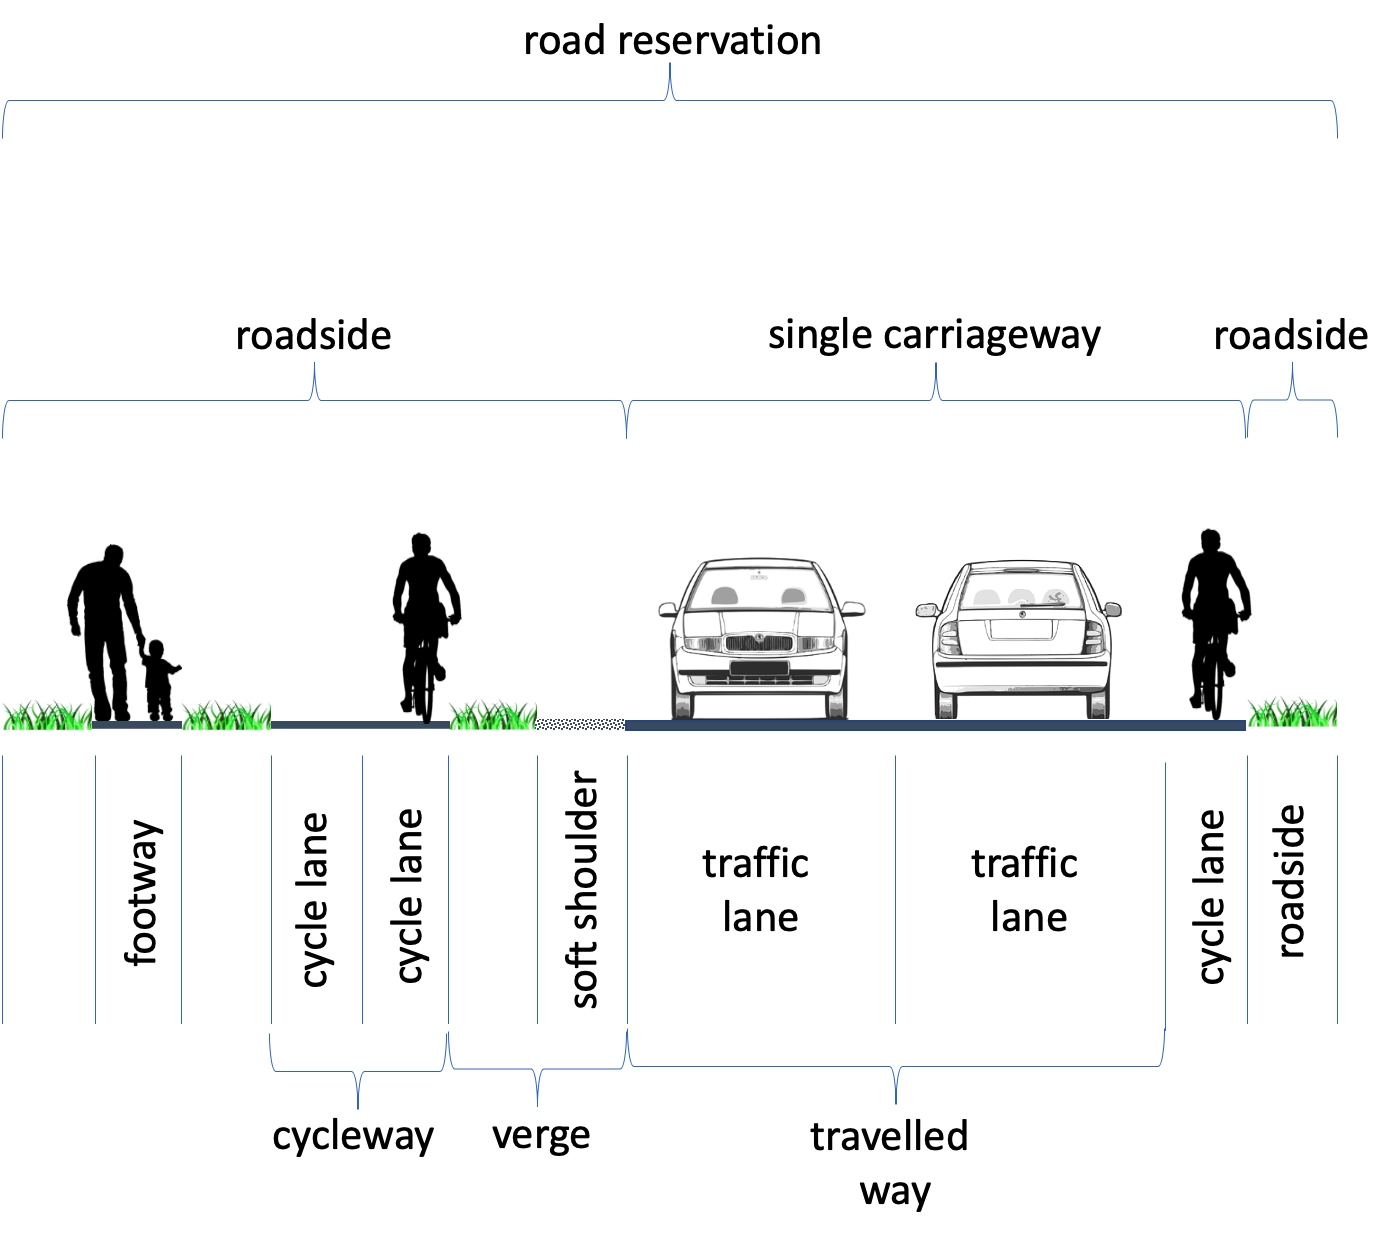 road reservation
roadside
single carriageway
roadside
footway
cycle lane
cycle lane
soft shoulder
traffic
lane
traffic
lane
cycle lane
roadside
cycleway
verge
travelled
way